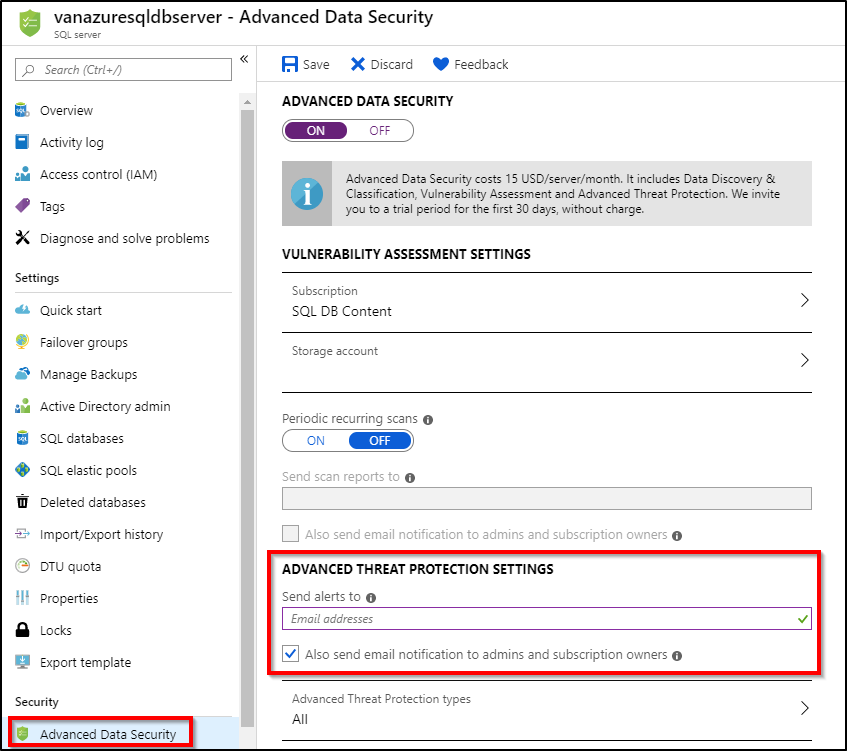 vanazuresqldbserver - Advanced Data Security
SQL server
Search (Ctrl+/)
«
Overview
Activity log
Access control (IAM)
Tags
Diagnose and solve problems
Settings
Quick start
Failover groups
Manage Backups
Active Directory admin
SQL databases
SQL elastic pools
Deleted databases
Import/Export history
DTU quota
Properties
Locks
Export template
Security
Advanced Data Security
Save
Discard
Feedback
ADVANCED DATA SECURITY
ON OFF
Advanced Data Security costs 15 USD/server/month. It includes Data Discovery &
Classification, Vulnerability Assessment and Advanced Threat Protection. We invite
you to a trial period for the first 30 days, without charge.
VULNERABILITY ASSESSMENT SETTINGS
Subscription
SQL DB Content
Storage account
Periodic recurring scans
ON OFF
Send scan reports to
Also send email notification to admins and subscription owners
ADVANCED THREAT PROTECTION SETTINGS
Send alerts to
Email addresses
Also send email notification to admins and subscription owners
Advanced Threat Protection types
All